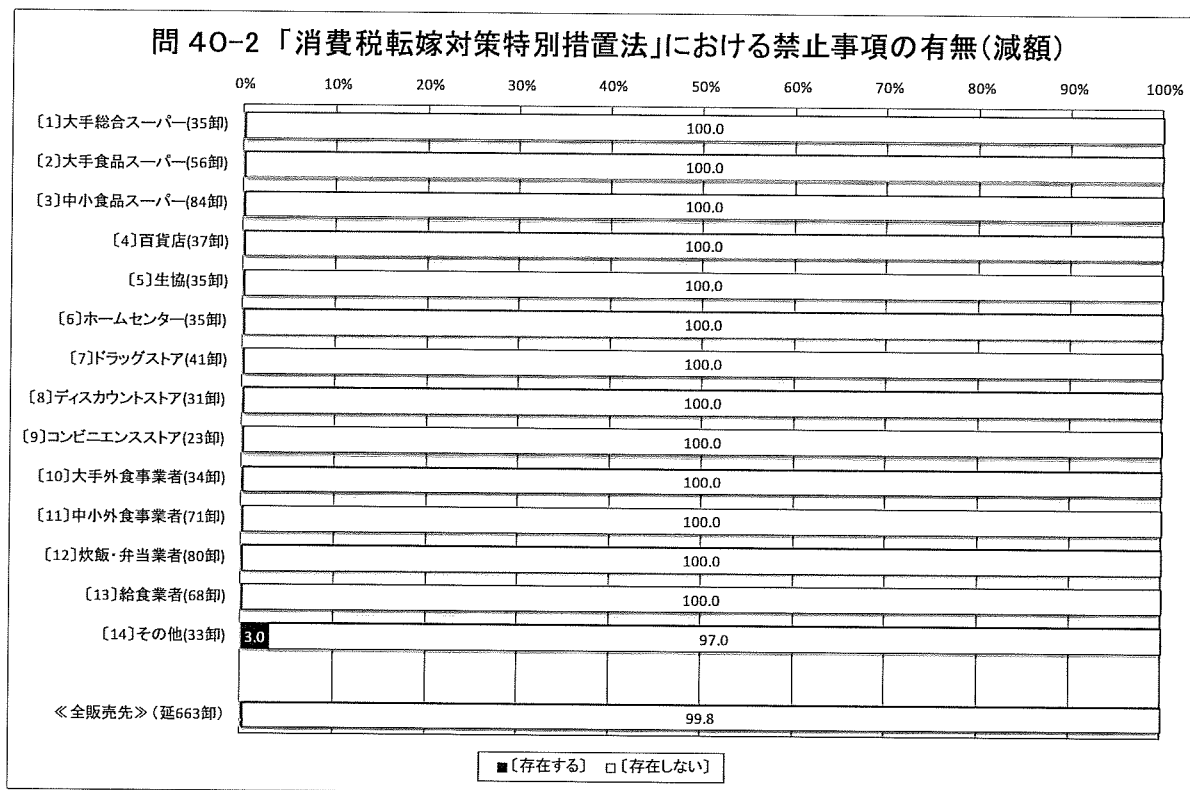 問 40-2 「消費税転嫁対策特別措置法」における禁止事項の有無(減額)
0% 10% 20% 30% 40% 50% 60% 70% 80% 90% 100%
〔1〕大手総合スーパー(35卸) 100.0
〔2〕大手食品スーパー(56卸) 100.0
〔3〕中小食品スーパー(84卸) 100.0
〔4〕百貨店(37卸) 100.0
〔5〕生協(35卸) 100.0
〔6〕ホームセンター(35卸) 100.0
〔7〕ドラッグストア(41卸) 100.0
〔8〕ディスカウントストア(31卸) 100.0
〔9〕コンビニエンスストア(23卸) 100.0
〔10〕大手外食事業者(34卸) 100.0
〔11〕中小外食事業者(71卸) 100.0
〔12〕炊飯・弁当業者(80卸) 100.0
〔13〕給食業者(68卸) 100.0
〔14〕その他(33卸) 3.0 97.0
≪全販売先≫(延663卸) 99.8
■〔存在する〕 □〔存在しない〕